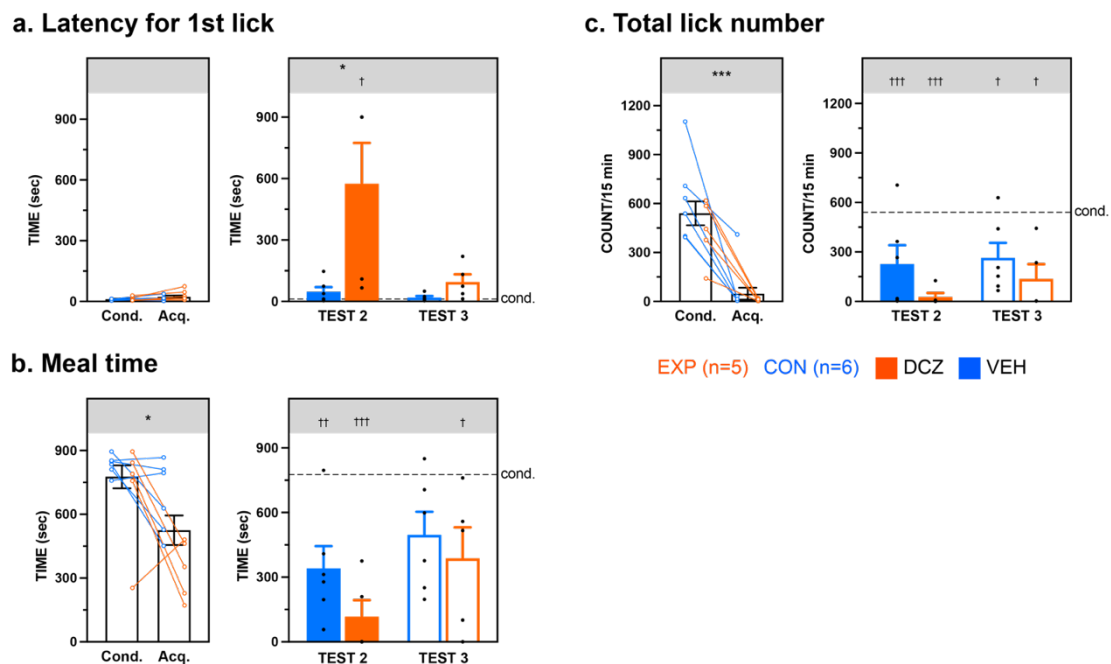 a. Latency for 1st lick
*
*
†
TIME (sec)
900
600
300
0
Cond.
Acq.
TIME (sec)
900
600
300
0
TEST 2
TEST 3
cond.
b. Meal time
*
††
†††
†
TIME (sec)
900
600
300
0
Cond.
Acq.
TIME (sec)
900
600
300
0
TEST 2
TEST 3
cond.
c. Total lick number
***
†††
†††
†
†
COUNT/15 min
1200
900
600
300
0
Cond.
Acq.
COUNT/15 min
1200
900
600
300
0
TEST 2
TEST 3
cond.
EXP (n=5) CON (n=6) DCZ VEH